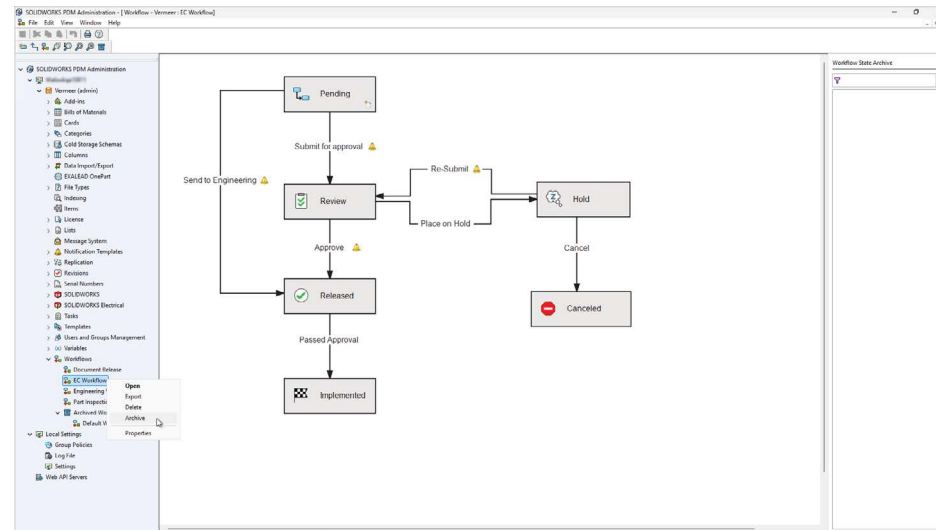 SOLIDWORKS PDM Administration - [Workflow - Vermeer : EC Workflow]
File Edit View Window Help
SOLIDWORKS PDM Administration
Vermeer (admin)
Add-ins
Bills of Materials
Cards
Categories
Cold Storage Schemas
Columns
Data Import/Export
EXALEAD OnePart
File Types
Indexing
Items
License
Lists
Message System
Notification Templates
Replication
Revisions
Serial Numbers
SOLIDWORKS
SOLIDWORKS Electrical
Tasks
Templates
Users and Groups Management
Variables
Workflows
Document Release
EC Workflow
Engineering
Part Inspecti
Archived Wo
Default W
Local Settings
Group Policies
Log File
Settings
Web API Servers
Open
Export
Delete
Archive
Properties
Pending
Submit for approval
Send to Engineering
Re-Submit
Review
Hold
Place on Hold
Approve
Cancel
Released
Canceled
Passed Approval
Implemented
Workflow State Archive